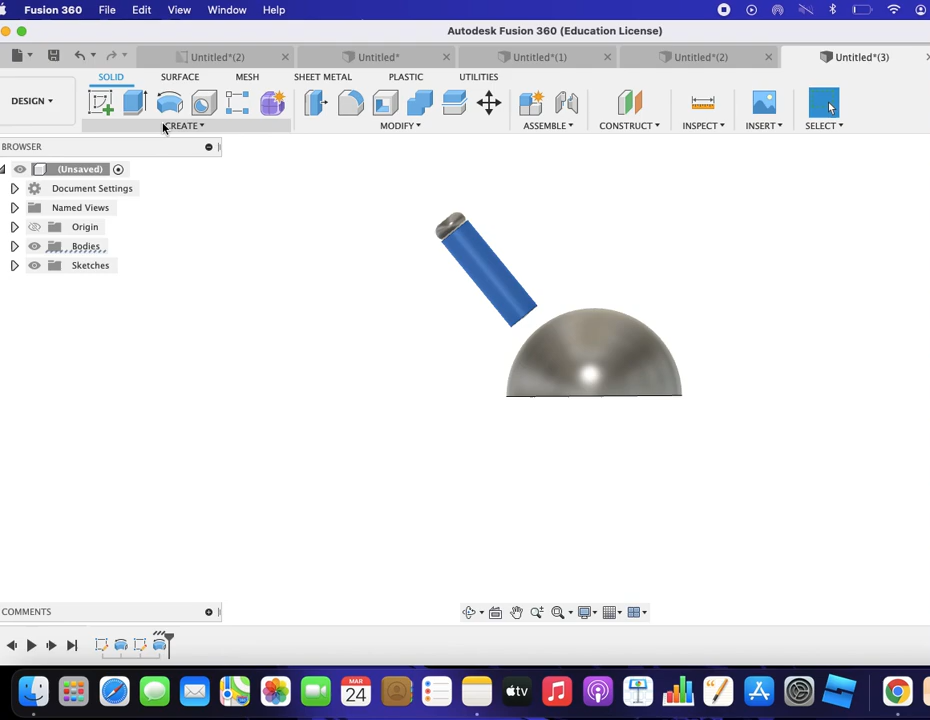 Fusion 360 File Edit View Window Help
Autodesk Fusion 360 (Education License)
Untitled*(2) Untitled* Untitled*(1) Untitled*(2) Untitled*(3)
SOLID SURFACE MESH SHEET METAL PLASTIC UTILITIES
DESIGN
CREATE MODIFY ASSEMBLE CONSTRUCT INSPECT INSERT SELECT
BROWSER
(Unsaved)
Document Settings
Named Views
Origin
Bodies
Sketches
COMMENTS
MAR
24
tv